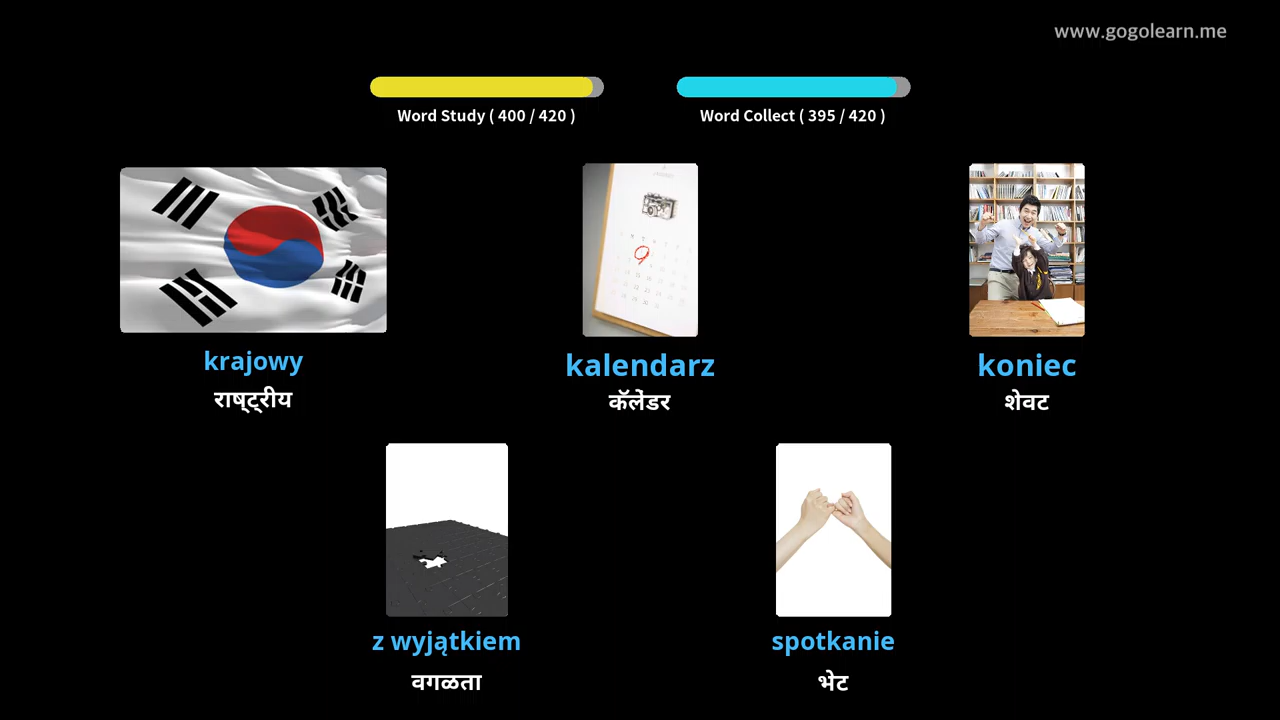 www.gogolearn.me
Word Study ( 400 / 420 )
Word Collect ( 395 / 420 )
krajowy
राष्ट्रीय
kalendarz
कॅलेंडर
koniec
शेवट
z wyjątkiem
वगळता
spotkanie
भेट